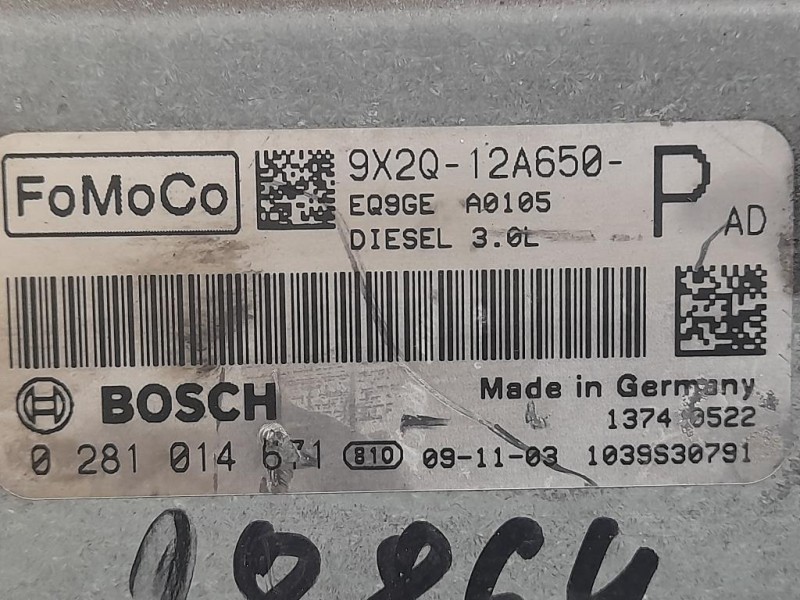 FoMoCo 9X2Q-12A650- P AD
EQ9GE A0105
DIESEL 3.0L
BOSCH Made in Germany
1374 0522
0 281 014 671 810 09-11-03 1039S30791